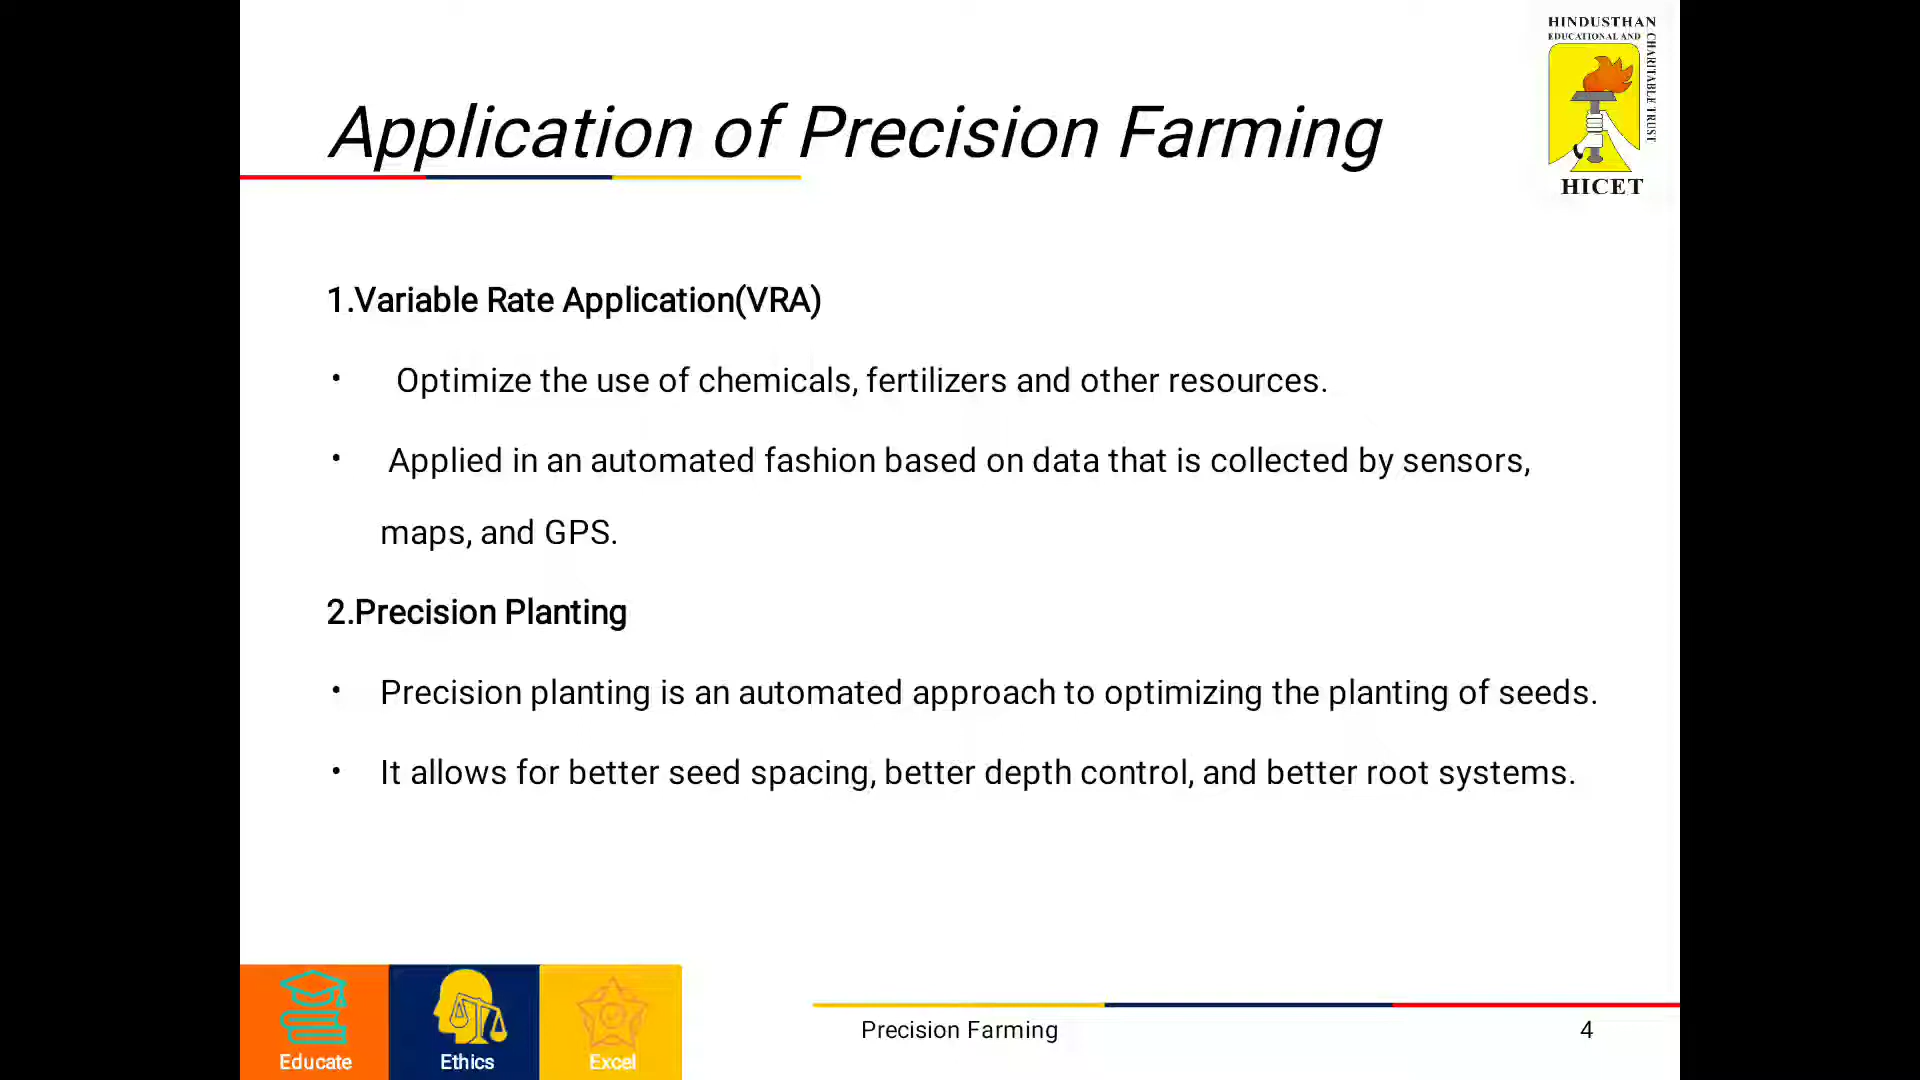 HINDUSTHAN
EDUCATIONAL AND
CHARITABLE TRUST
HICET
Application of Precision Farming
1.Variable Rate Application(VRA)
• Optimize the use of chemicals, fertilizers and other resources.
• Applied in an automated fashion based on data that is collected by sensors,
maps, and GPS.
2.Precision Planting
• Precision planting is an automated approach to optimizing the planting of seeds.
• It allows for better seed spacing, better depth control, and better root systems.
Educate
Ethics
Excel
Precision Farming
4